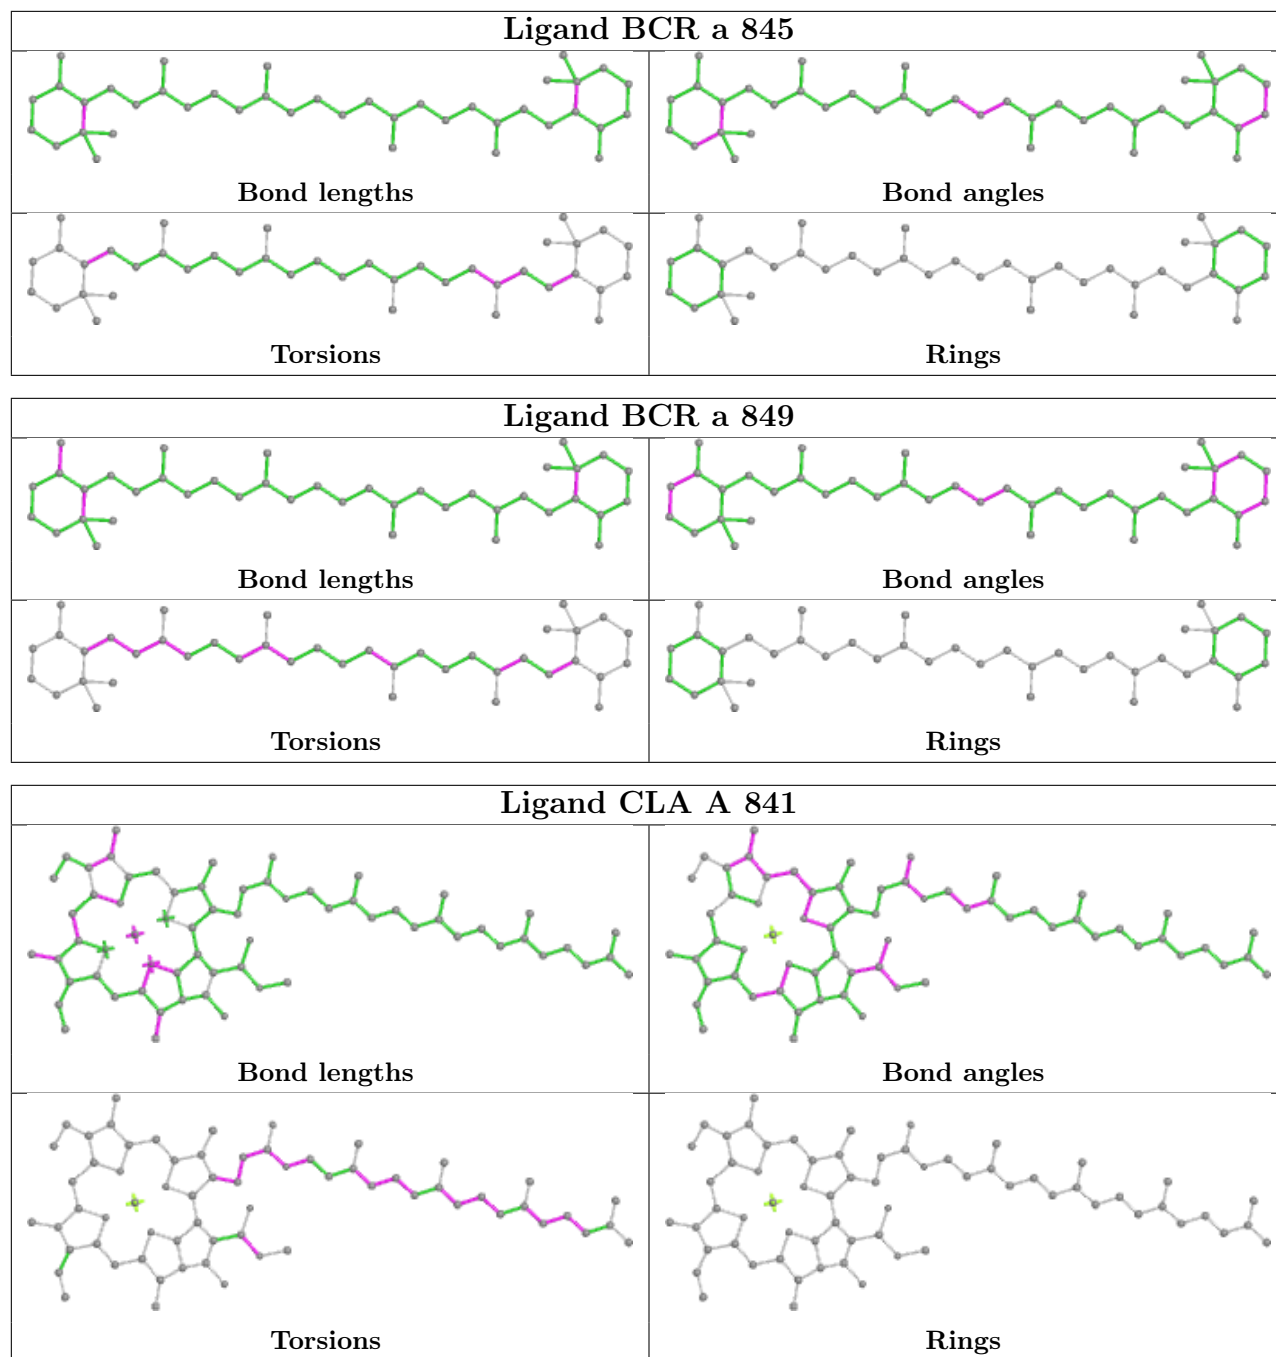 Ligand BCR a 845
Bond lengths
Bond angles
Torsions
Rings
Ligand BCR a 849
Bond lengths
Bond angles
Torsions
Rings
Ligand CLA A 841
Bond lengths
Bond angles
Torsions
Rings